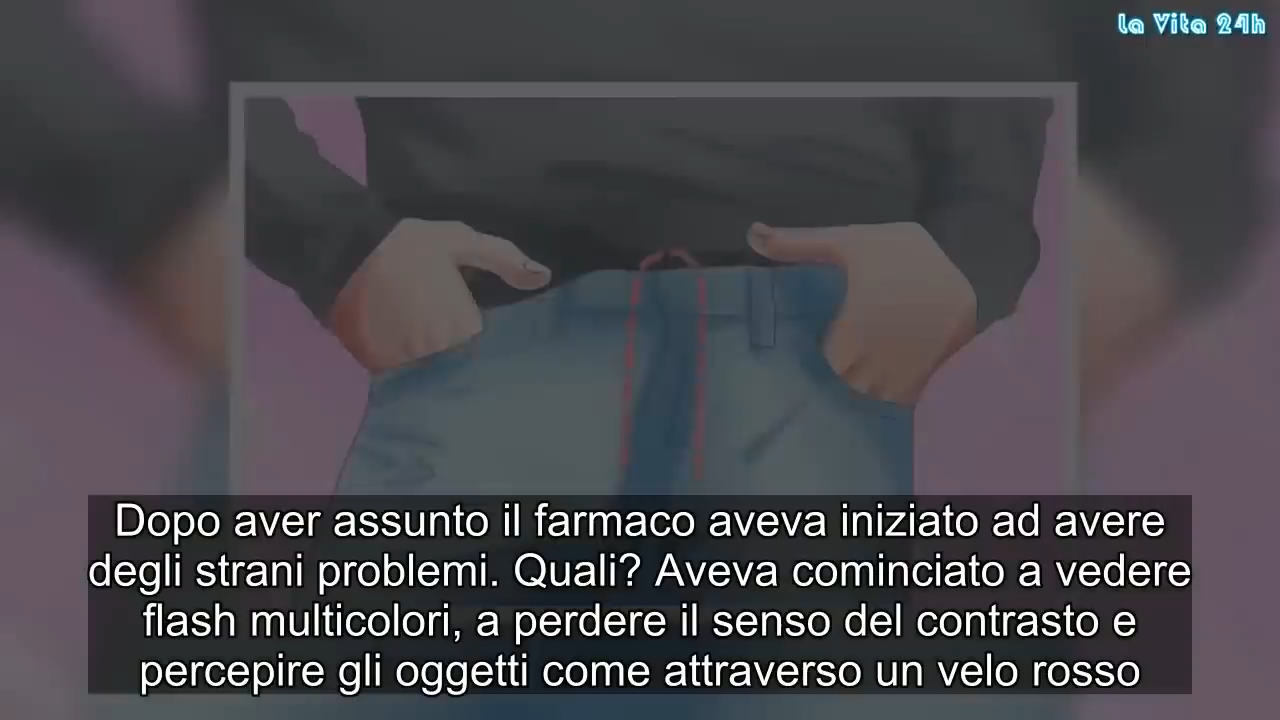 La Vita 24h
Dopo aver assunto il farmaco aveva iniziato ad avere
degli strani problemi. Quali? Aveva cominciato a vedere
flash multicolori, a perdere il senso del contrasto e
percepire gli oggetti come attraverso un velo rosso